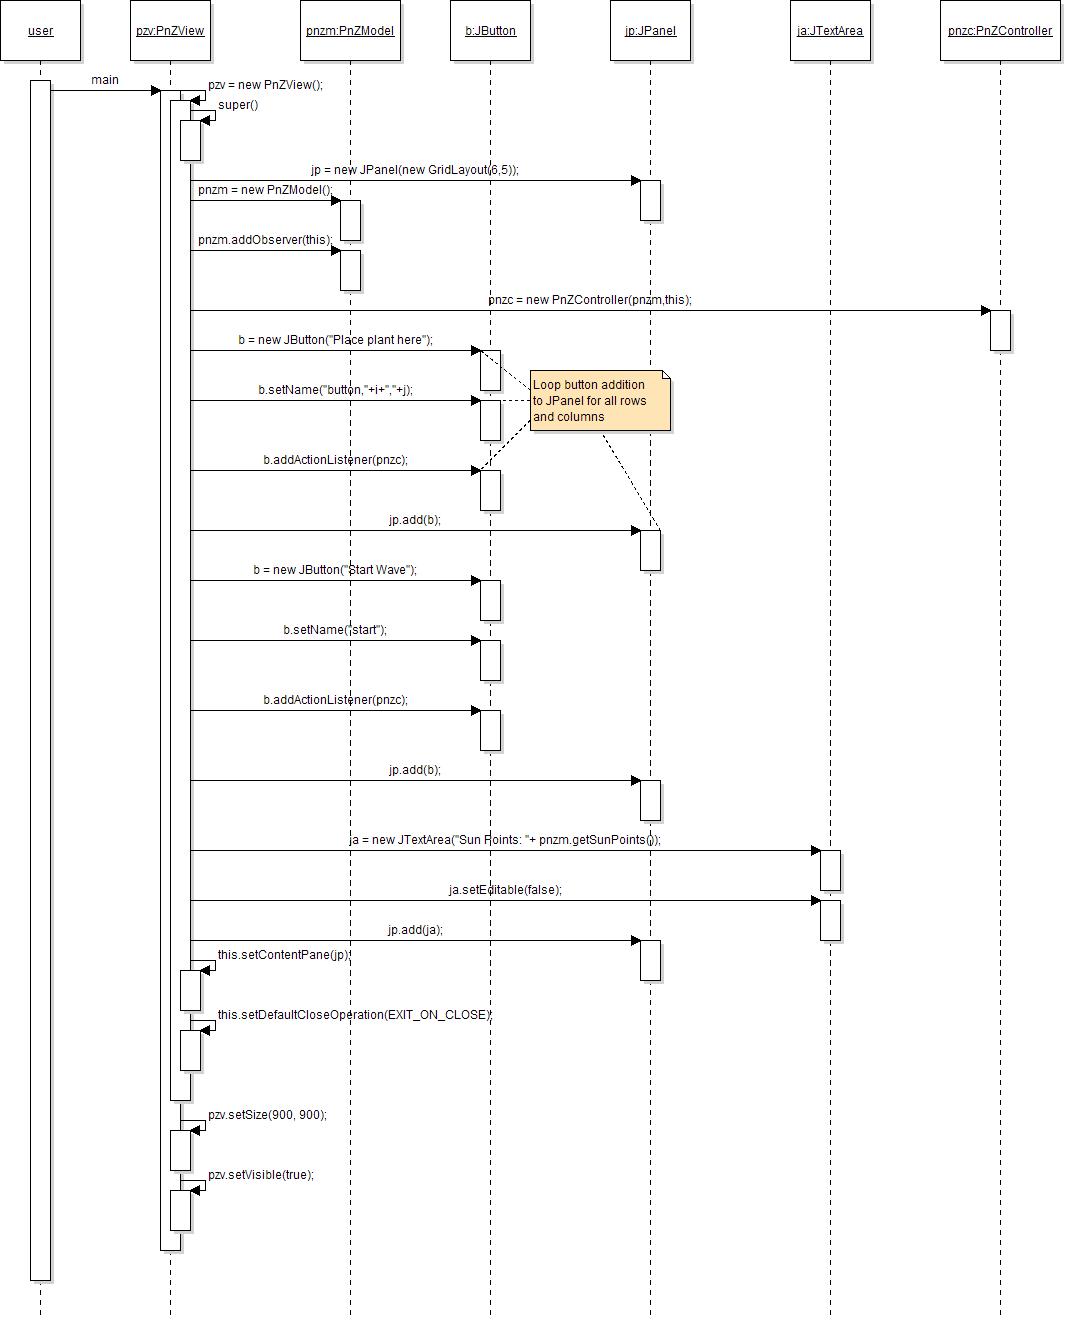 user
pzv:PnZView
pnzm:PnZModel
b:JButton
jp:JPanel
ja:JTextArea
pnzc:PnZController
main
pzv = new PnZView();
super()
jp = new JPanel(new GridLayout(6,5));
pnzm = new PnZModel();
pnzm.addObserver(this);
pnzc = new PnZController(pnzm,this);
b = new JButton("Place plant here");
Loop button addition
to JPanel for all rows
and columns
b.setName("button,"+i+","+j);
b.addActionListener(pnzc);
jp.add(b);
b = new JButton("Start Wave");
b.setName("start");
b.addActionListener(pnzc);
jp.add(b);
ja = new JTextArea("Sun Points: "+ pnzm.getSunPoints());
ja.setEditable(false);
jp.add(ja);
this.setContentPane(jp);
this.setDefaultCloseOperation(EXIT_ON_CLOSE);
pzv.setSize(900, 900);
pzv.setVisible(true);